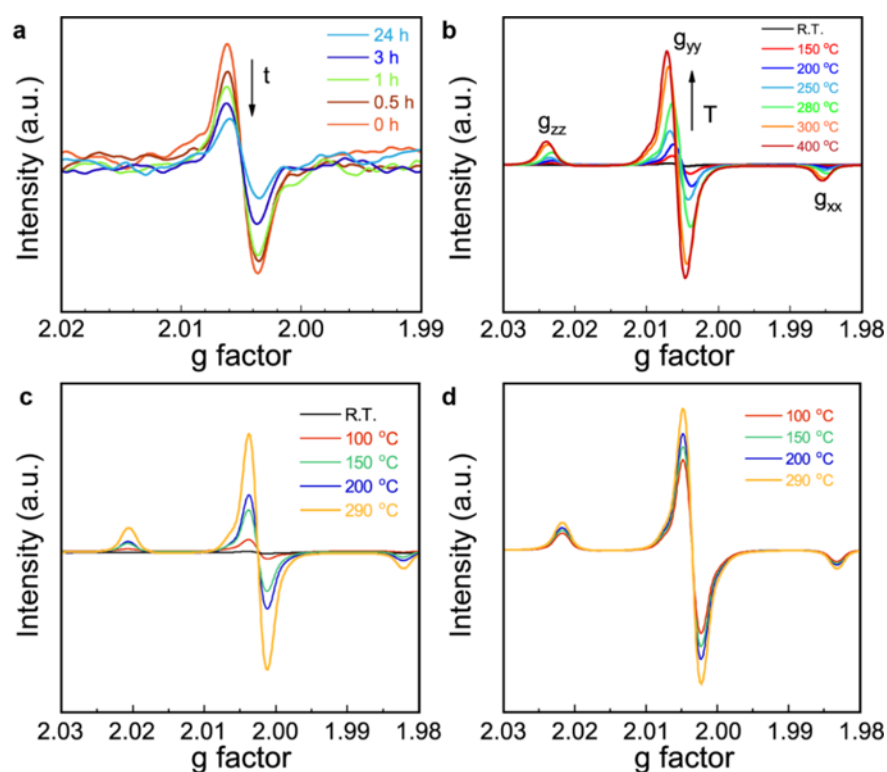 a
24 h
3 h
1 h
0.5 h
0 h
t
Intensity (a.u.)
2.02 2.01 2.00 1.99
g factor
b
R.T.
150 °C
200 °C
250 °C
280 °C
300 °C
400 °C
gyy
gzz
T
gxx
Intensity (a.u.)
2.03 2.02 2.01 2.00 1.99 1.98
g factor
c
R.T.
100 °C
150 °C
200 °C
290 °C
Intensity (a.u.)
2.03 2.02 2.01 2.00 1.99 1.98
g factor
d
100 °C
150 °C
200 °C
290 °C
Intensity (a.u.)
2.03 2.02 2.01 2.00 1.99 1.98
g factor